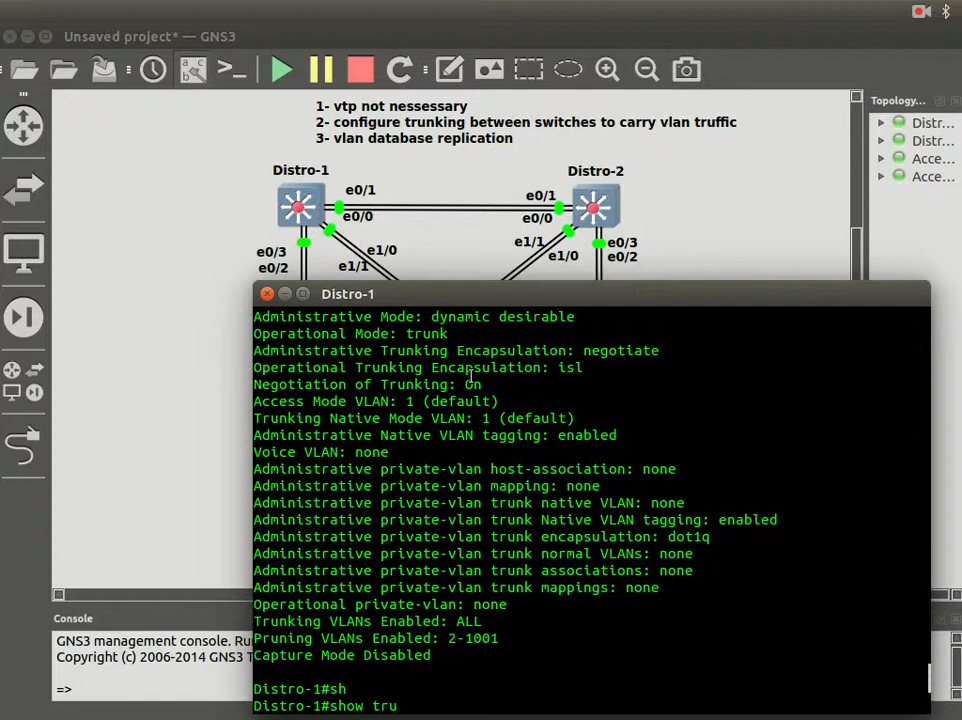 Unsaved project* — GNS3
Topology...
1- vtp not nessessary
2- configure trunking between switches to carry vlan truffic
3- vlan database replication
Distr...
Distr...
Acce...
Acce...
Distro-1
Distro-2
e0/1
e0/1
e0/0
e0/0
e0/3
e1/0
e1/1
e0/3
e0/2
e1/1
e1/0
e0/2
Distro-1
Administrative Mode: dynamic desirable
Operational Mode: trunk
Administrative Trunking Encapsulation: negotiate
Operational Trunking Encapsulation: isl
Negotiation of Trunking: On
Access Mode VLAN: 1 (default)
Trunking Native Mode VLAN: 1 (default)
Administrative Native VLAN tagging: enabled
Voice VLAN: none
Administrative private-vlan host-association: none
Administrative private-vlan mapping: none
Administrative private-vlan trunk native VLAN: none
Administrative private-vlan trunk Native VLAN tagging: enabled
Administrative private-vlan trunk encapsulation: dot1q
Administrative private-vlan trunk normal VLANs: none
Administrative private-vlan trunk associations: none
Administrative private-vlan trunk mappings: none
Operational private-vlan: none
Trunking VLANs Enabled: ALL
Pruning VLANs Enabled: 2-1001
Capture Mode Disabled
Distro-1#sh
Distro-1#show tru
Console
GNS3 management console. Ru
Copyright (c) 2006-2014 GNS3 T
=>